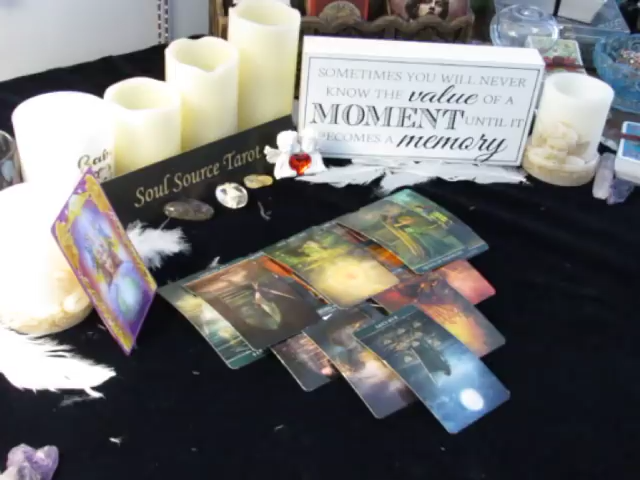 SOMETIMES YOU WILL NEVER
KNOW THE value OF A
MOMENT UNTIL IT
BECOMES A memory
Soul Source Tarot